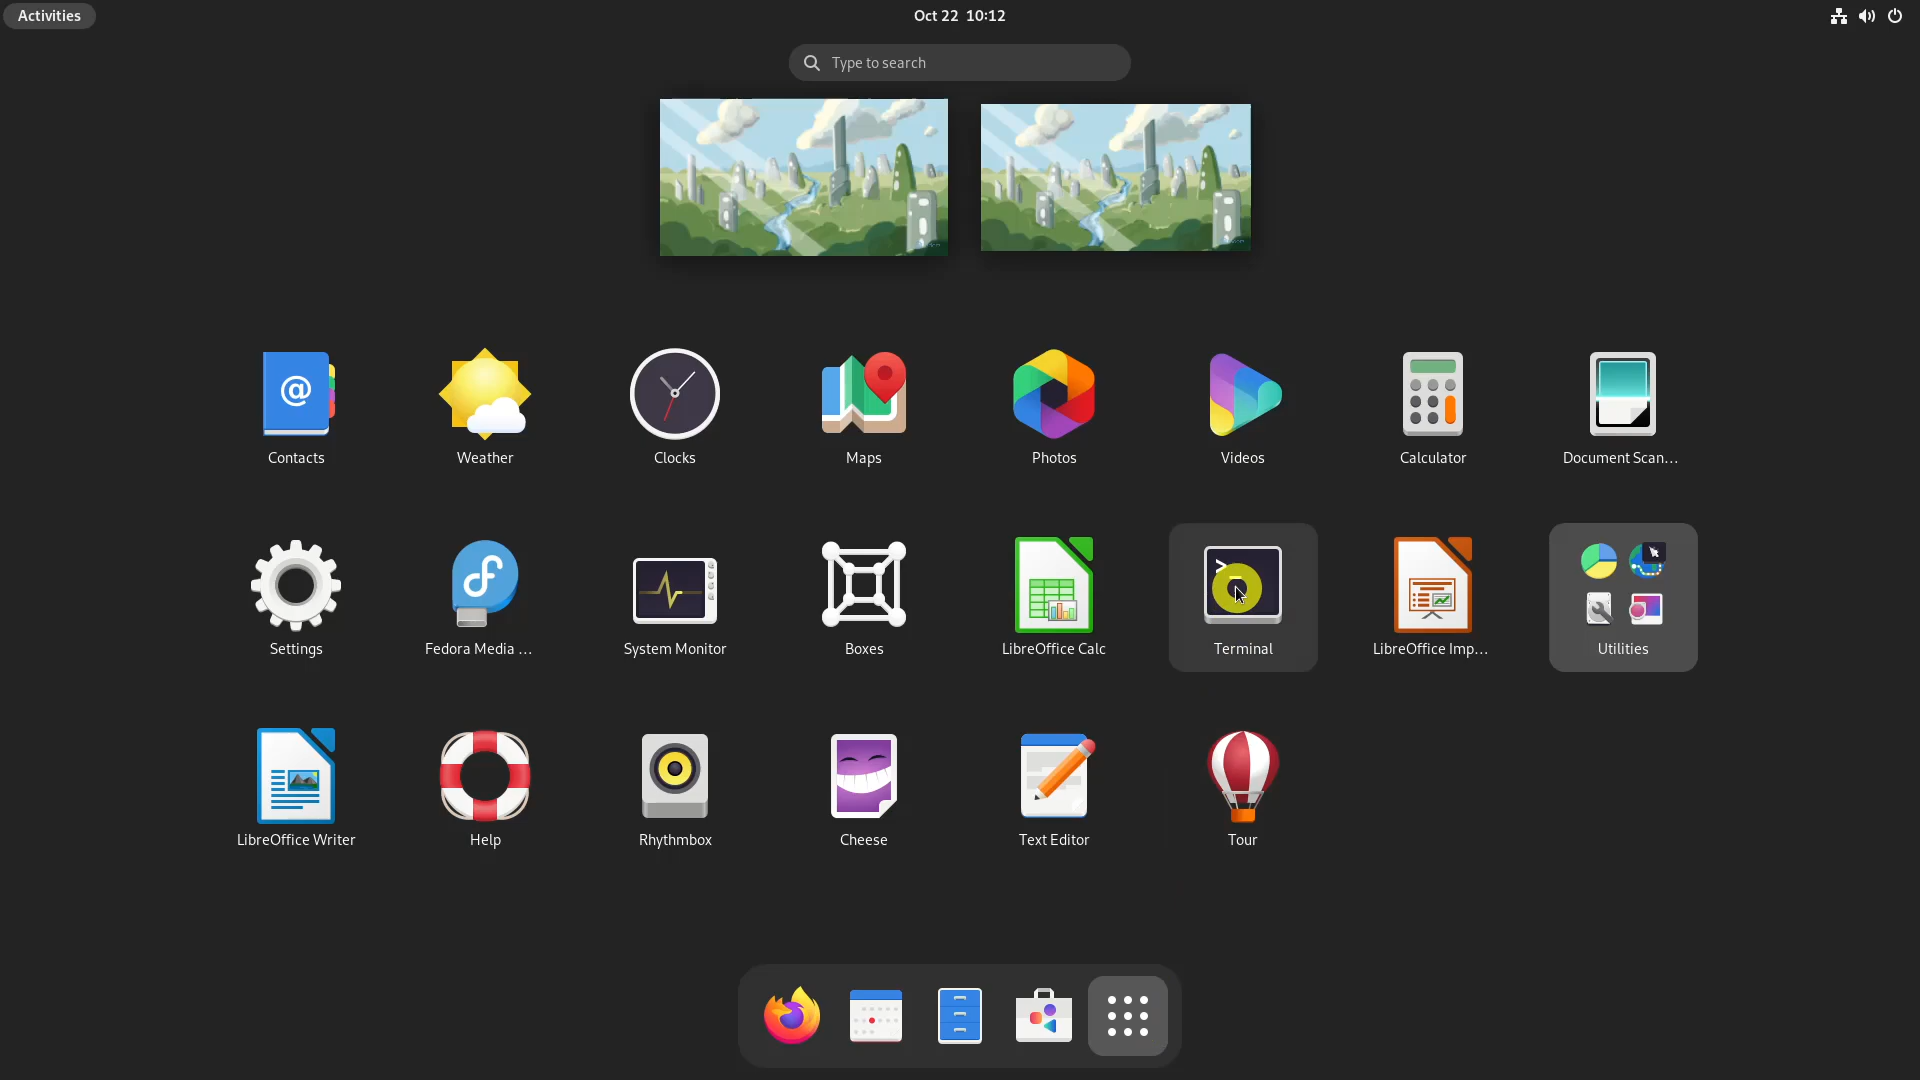 Activities
Oct 22 10:12
Type to search
Contacts
Weather
Clocks
Maps
Photos
Videos
Calculator
Document Scan...
Settings
Fedora Media ...
System Monitor
Boxes
LibreOffice Calc
Terminal
LibreOffice Imp...
Utilities
LibreOffice Writer
Help
Rhythmbox
Cheese
Text Editor
Tour